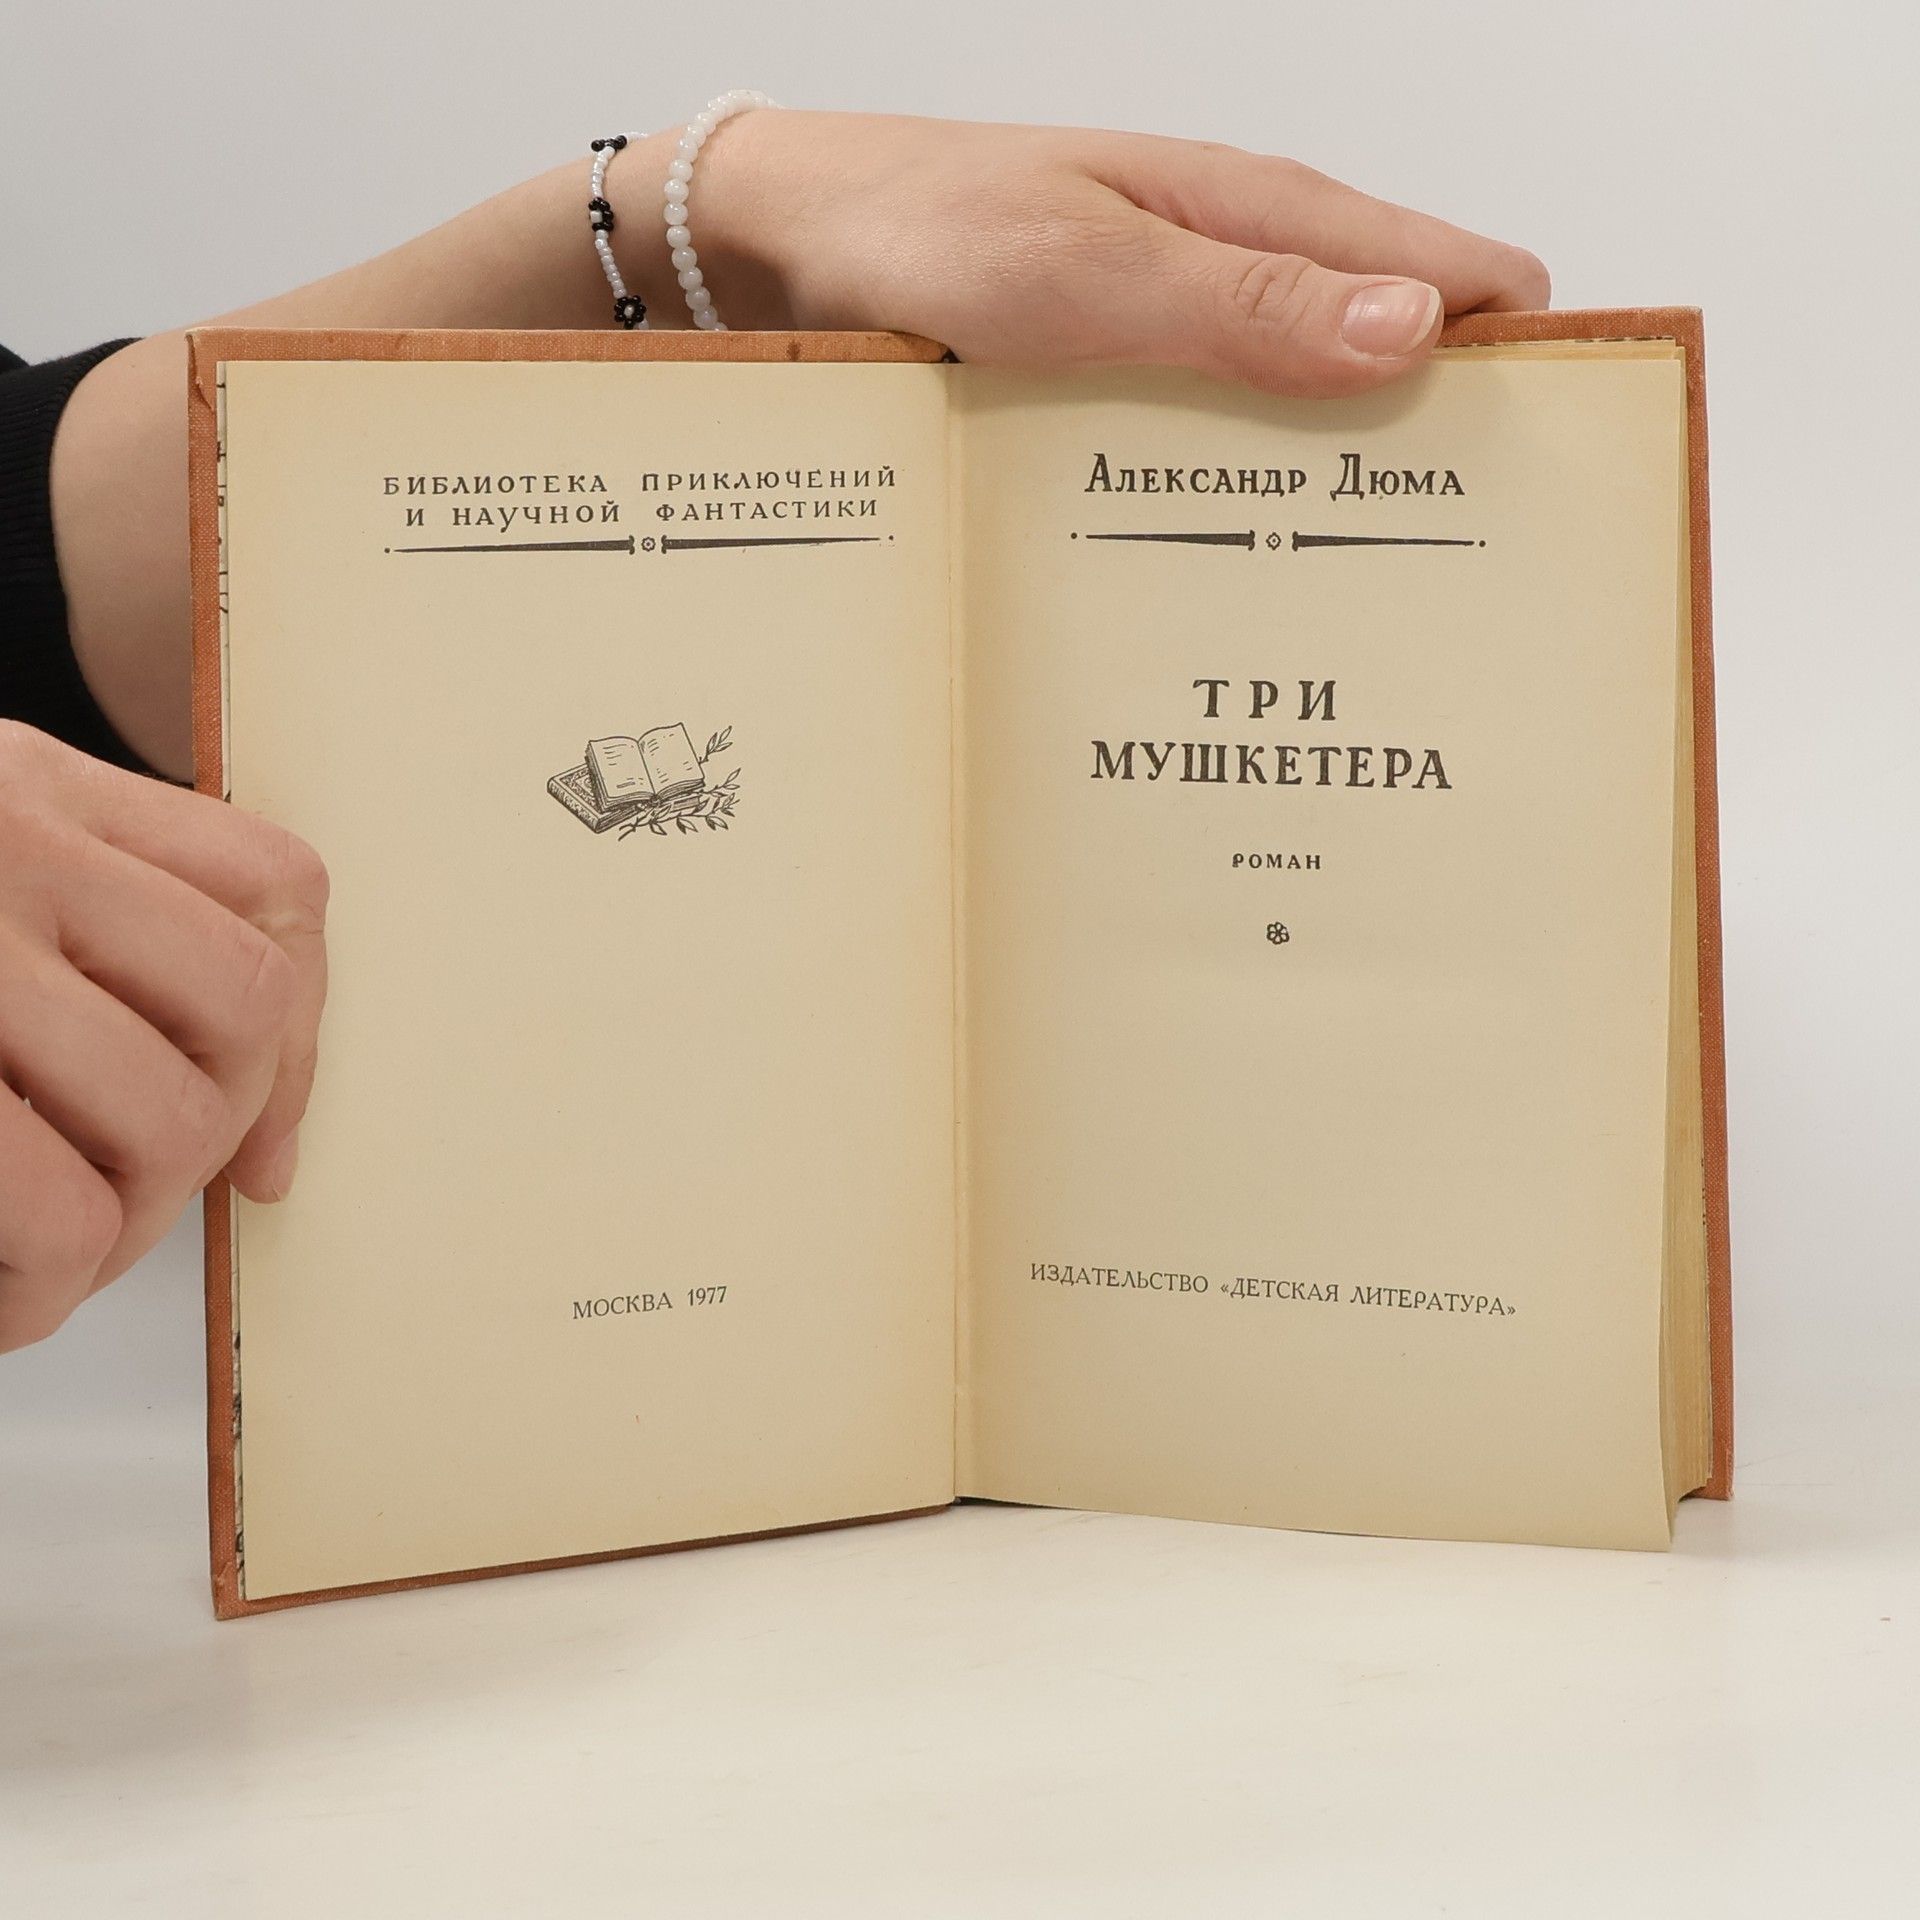 БИБЛИОТЕКА ПРИКЛЮЧЕНИЙ
И НАУЧНОЙ ФАНТАСТИКИ
МОСКВА 1977
АЛЕКСАНДР ДЮМА
ТРИ
МУШКЕТЕРА
РОМАН
ИЗДАТЕЛЬСТВО «ДЕТСКАЯ ЛИТЕРАТУРА»